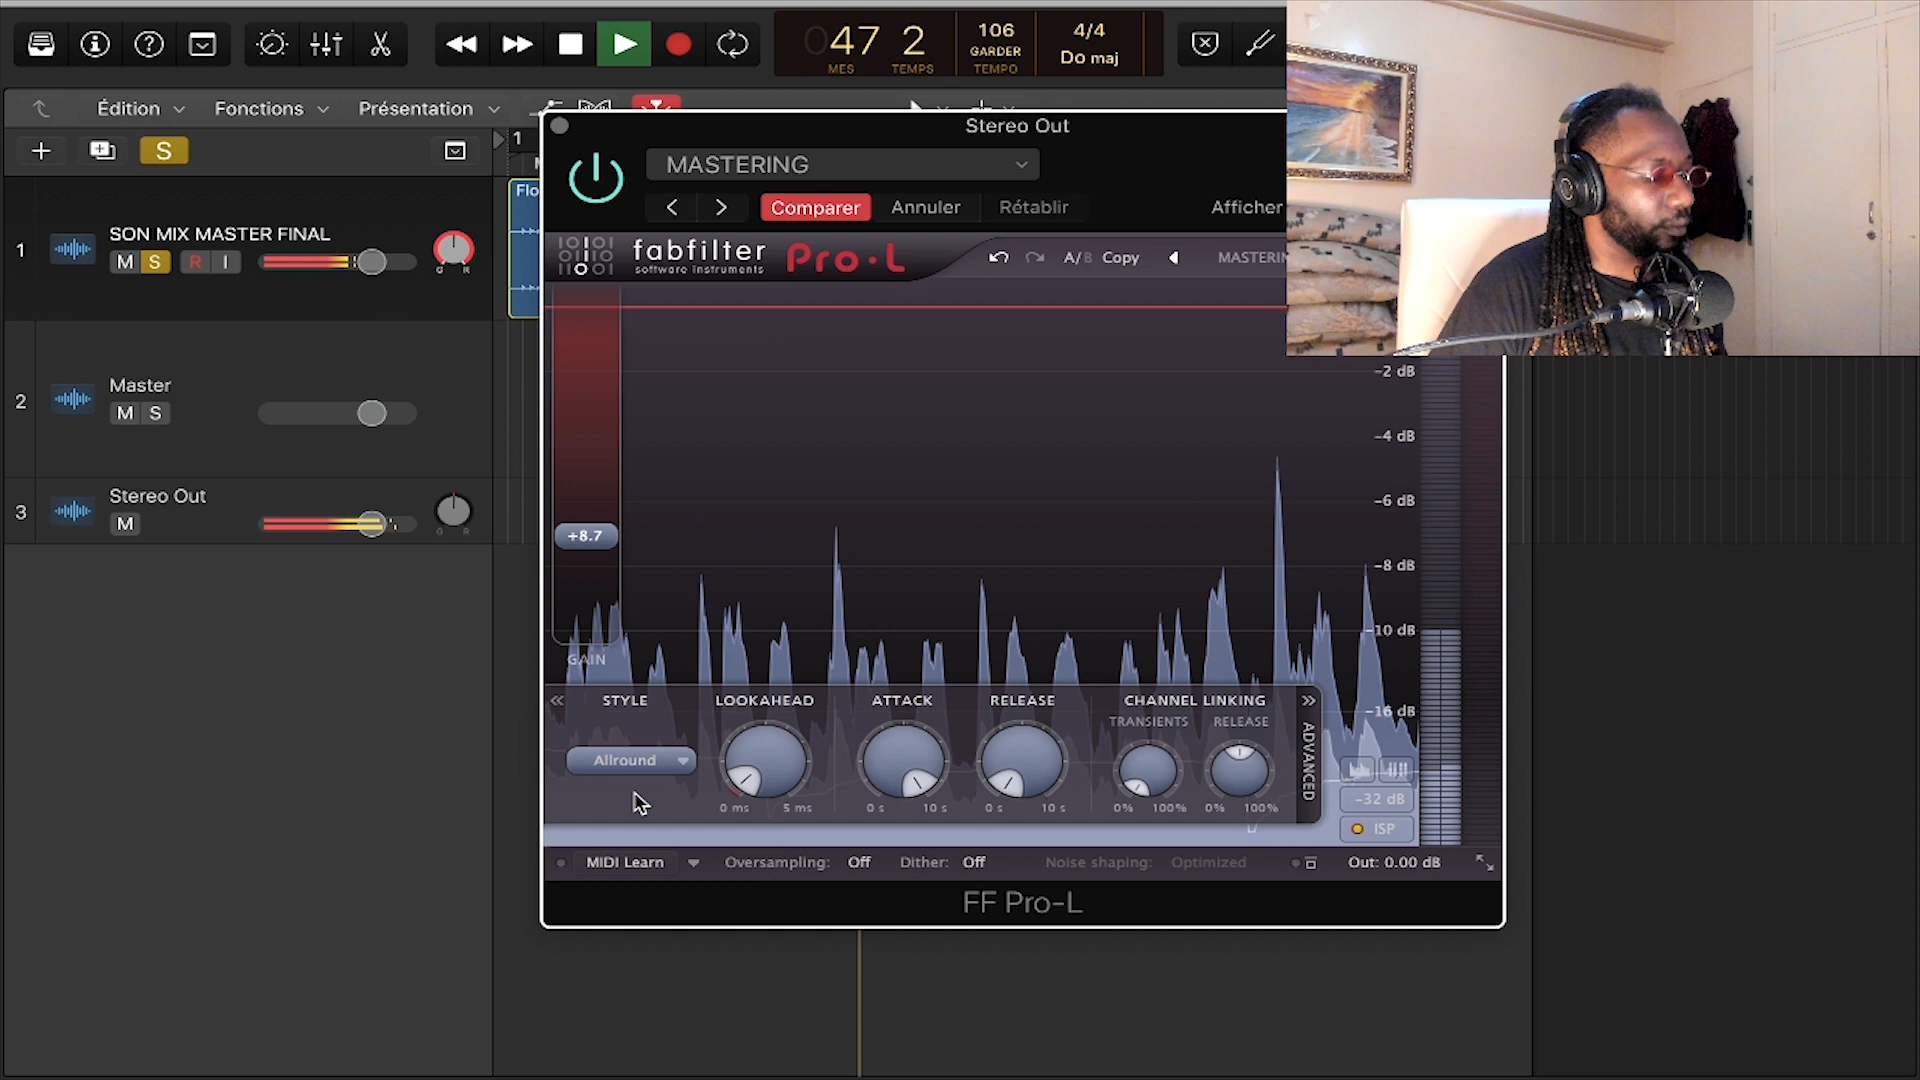 047 2
MES TEMPS
106
GARDER
TEMPO
4/4
Do maj
Édition Fonctions Présentation
S
1
1
SON MIX MASTER FINAL
M S R I
Flo
2
Master
M S
3
Stereo Out
M
Stereo Out
MASTERING
Comparer Annuler Rétablir Afficher
fabfilter
software instruments
Pro·L
A/B Copy
-2 dB
-4 dB
-6 dB
-8 dB
-10 dB
-16 dB
+8.7
GAIN
STYLE LOOKAHEAD ATTACK RELEASE CHANNEL LINKING
TRANSIENTS RELEASE
Allround
ADVANCED
0 ms 5 ms 0 s 10 s 0 s 10 s 0% 100% 0% 100%
-32 dB
ISP
MIDI Learn Oversampling: Off Dither: Off Noise shaping: Optimized Out: 0.00 dB
FF Pro-L